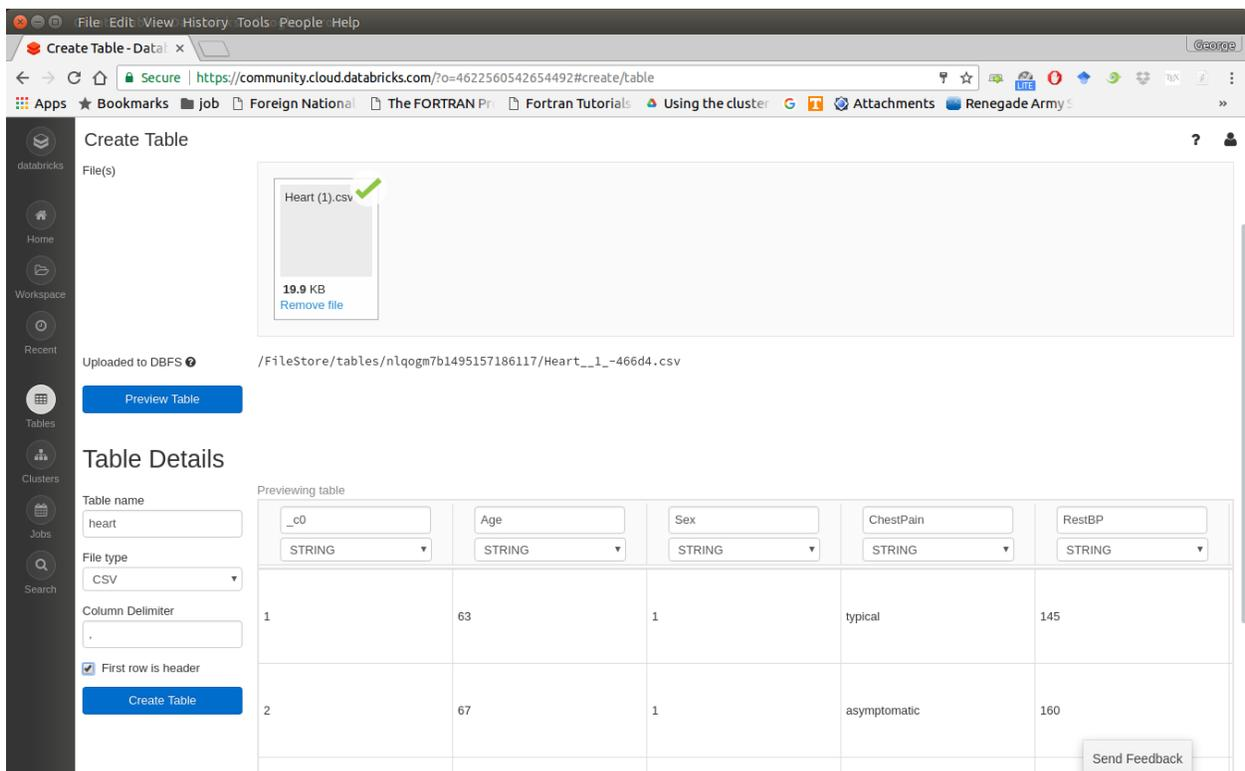 File Edit View History Tools People Help
Create Table - Data
George
Secure https://community.cloud.databricks.com/?o=4622560542654492#create/table
LITE
Apps Bookmarks job Foreign National The FORTRAN Pr Fortran Tutorials Using the cluster G T Attachments Renegade Army S »
databricks
Create Table
?
File(s)
Heart (1).csv
19.9 KB
Remove file
Home
Workspace
Recent
Uploaded to DBFS ?
/FileStore/tables/nlqogm7b1495157186117/Heart__1_-466d4.csv
Preview Table
Tables
Clusters
Jobs
Search
Table Details
Table name
heart
File type
CSV
Column Delimiter
,
First row is header
Create Table
Previewing table
_c0 Age Sex ChestPain RestBP
STRING STRING STRING STRING STRING
1 63 1 typical 145
2 67 1 asymptomatic 160
Send Feedback